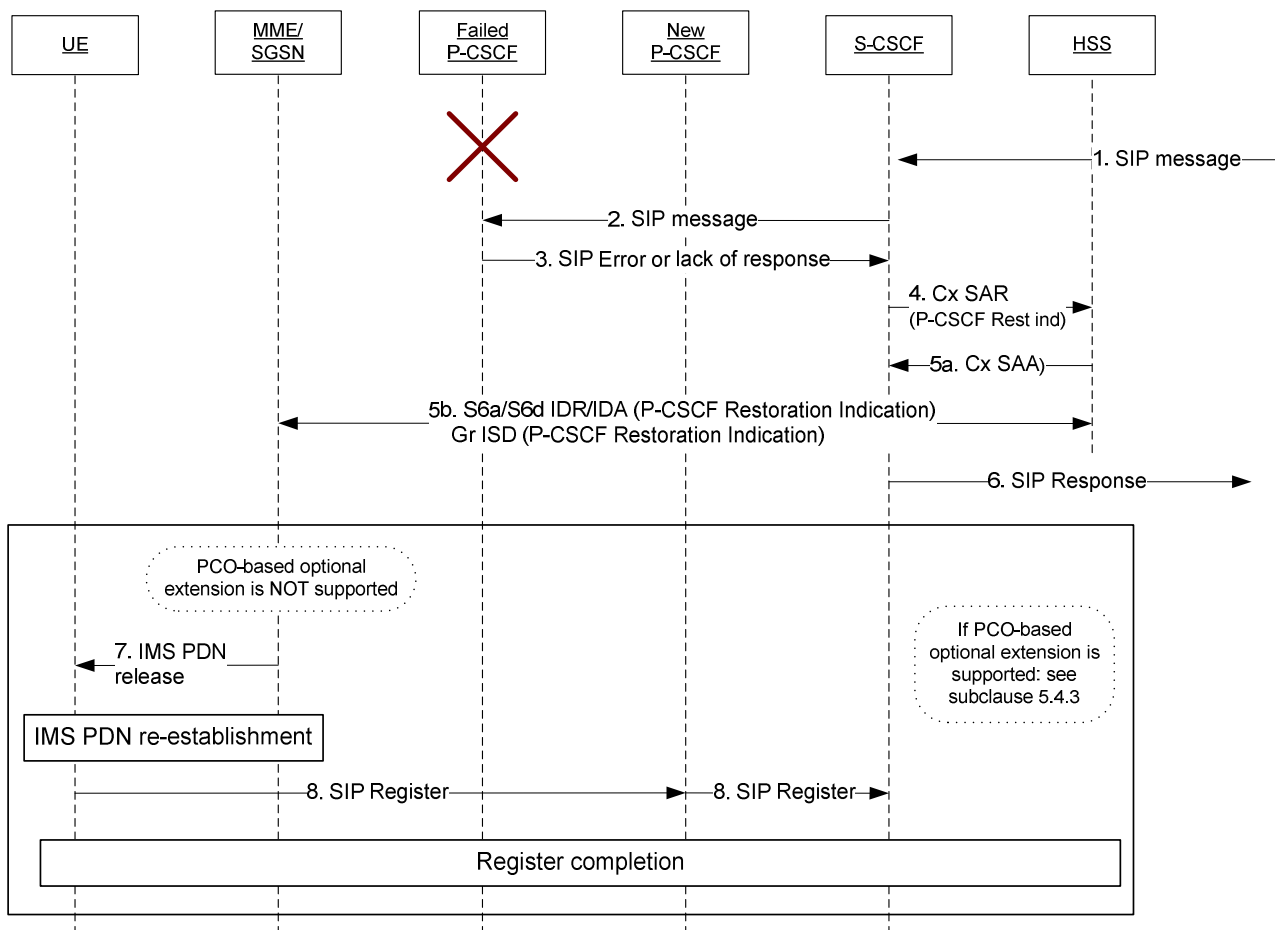 UE
MME/
SGSN
Failed
P-CSCF
New
P-CSCF
S-CSCF
HSS
1. SIP message
2. SIP message
3. SIP Error or lack of response
4. Cx SAR
(P-CSCF Rest ind)
5a. Cx SAA)
5b. S6a/S6d IDR/IDA (P-CSCF Restoration Indication)
Gr ISD (P-CSCF Restoration Indication)
6. SIP Response
PCO-based optional
extension is NOT supported
If PCO-based
optional extension is
supported: see
subclause 5.4.3
7. IMS PDN
release
IMS PDN re-establishment
8. SIP Register
8. SIP Register
Register completion